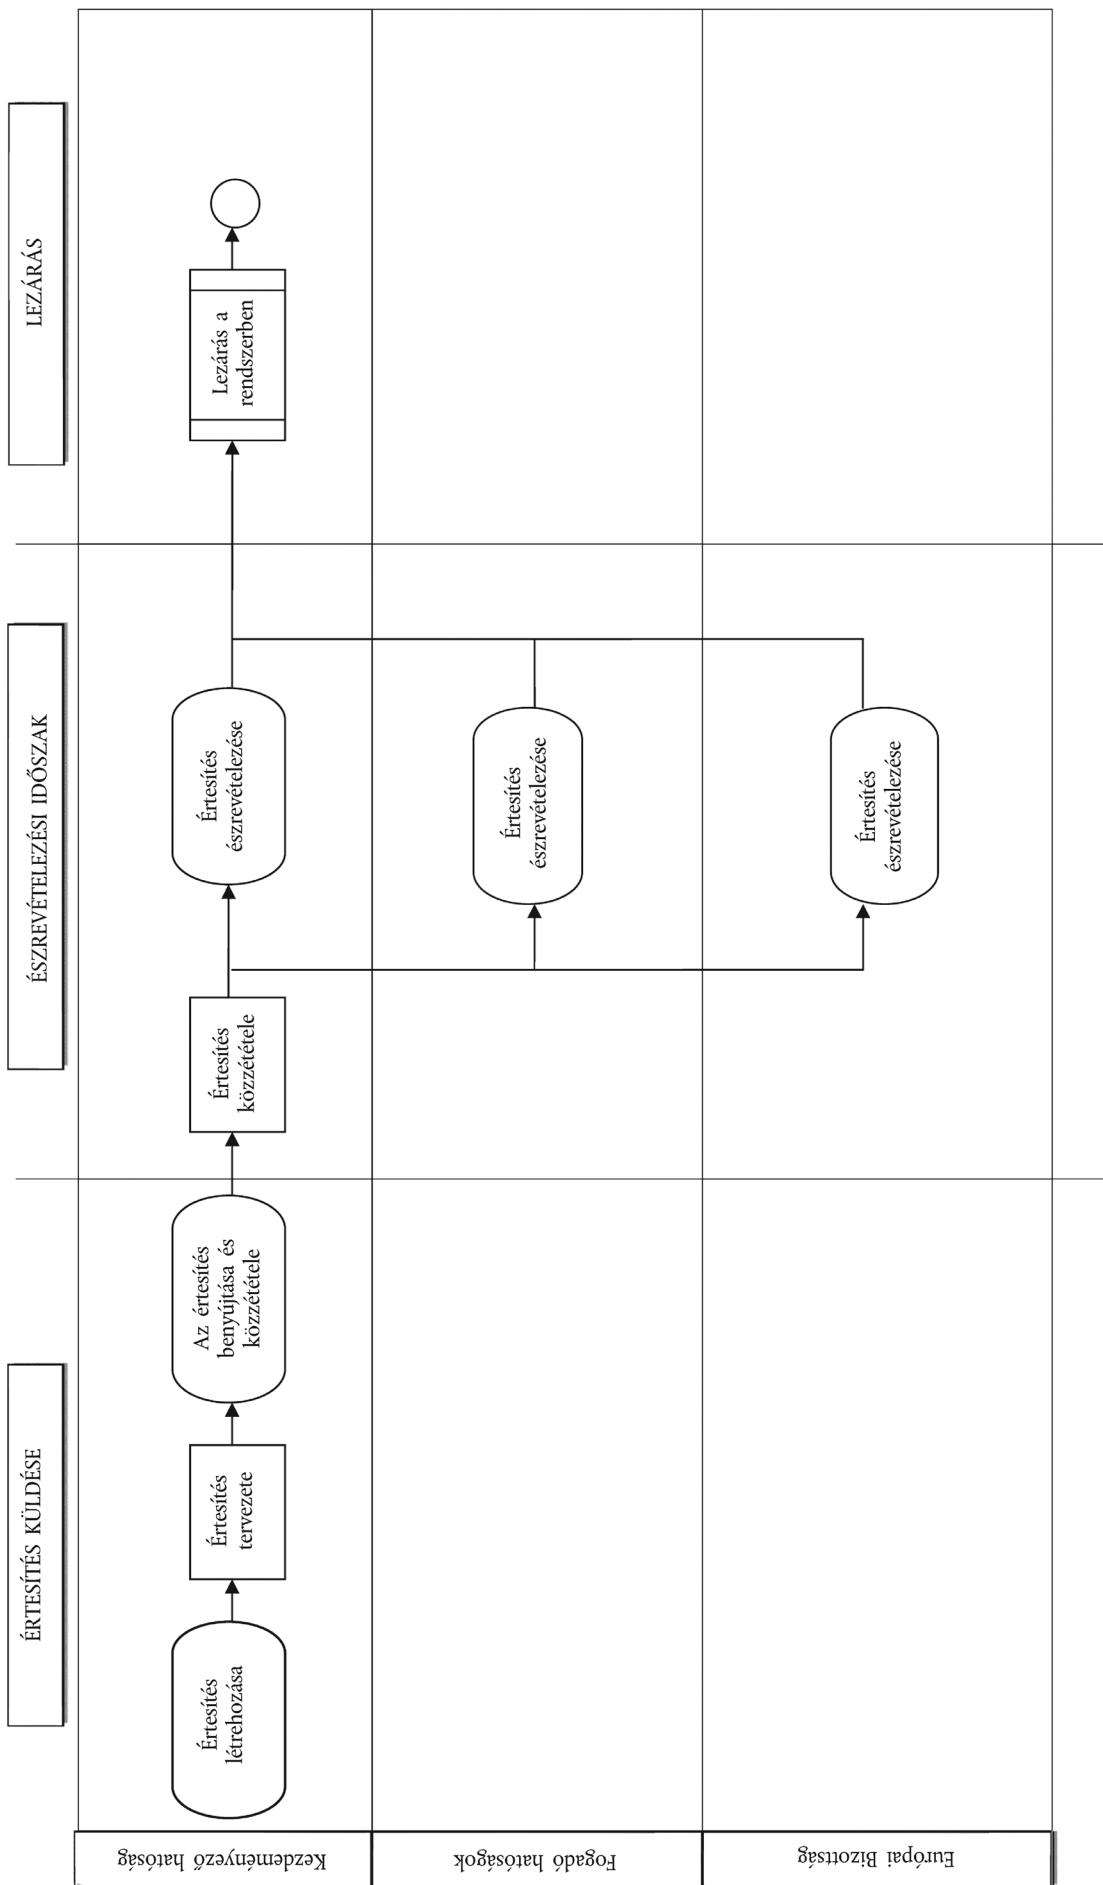 ÉRTESÍTÉS KÜLDÉSE
ÉSZREVÉTELEZÉSI IDŐSZAK
LEZÁRÁS
Kezdeményező hatóság
Értesítés
létrehozása
Értesítés
tervezete
Az értesítés
benyújtása és
közzététele
Értesítés
közzététele
Értesítés
észrevételezése
Lezárás a
rendszerben
Fogadó hatóságok
Értesítés
észrevételezése
Európai Bizottság
Értesítés
észrevételezése